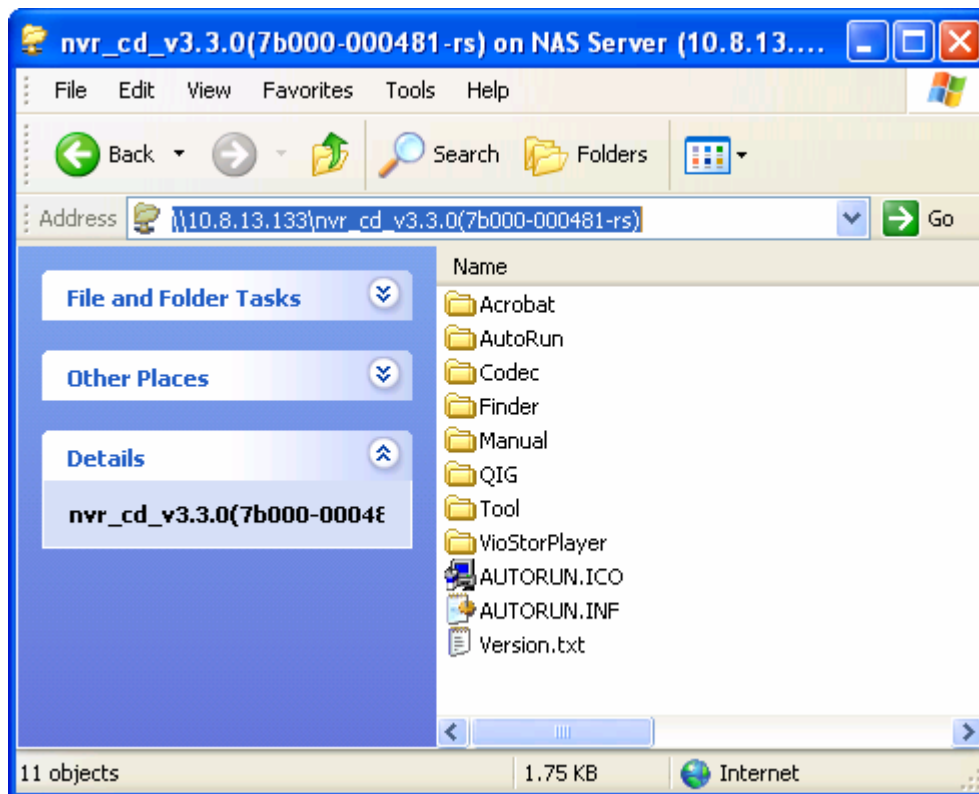 nvr_cd_v3.3.0(7b000-000481-rs) on NAS Server (10.8.13....
File Edit View Favorites Tools Help
Back Search Folders
Address \\10.8.13.133\nvr_cd_v3.3.0(7b000-000481-rs) Go
File and Folder Tasks
Other Places
Details
nvr_cd_v3.3.0(7b000-00048
Name
Acrobat
AutoRun
Codec
Finder
Manual
QIG
Tool
VioStorPlayer
AUTORUN.ICO
AUTORUN.INF
Version.txt
11 objects 1.75 KB Internet